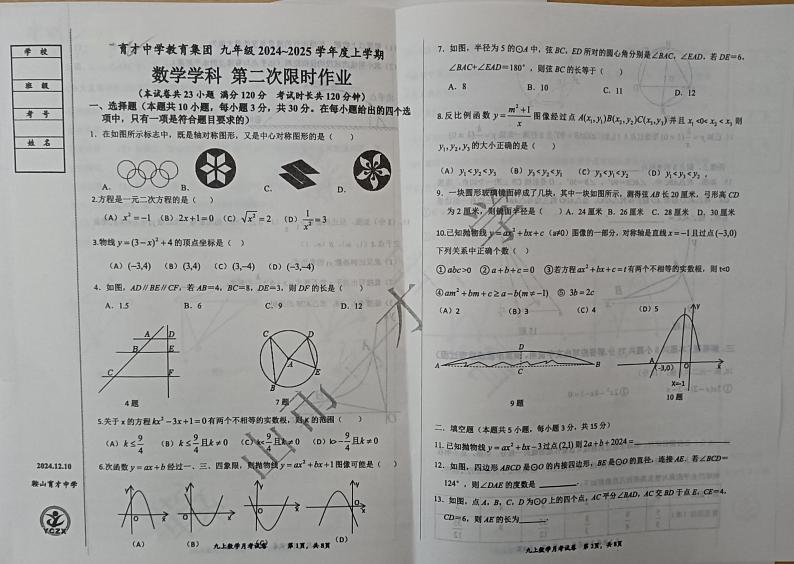 学 校
班 级
考 号
姓 名
2024.12.10
鞍山育才中学
YCZX
育才中学教育集团 九年级 2024~2025 学年度上学期
数学学科 第二次限时作业
（本试卷共 23 小题 满分 120 分 考试时长共 120 分钟）
一、选择题（本题共 10 小题，每小题 3 分，共 30 分。在每小题给出的四个选
项中，只有一项是符合题目要求的）
1. 在如图所示标志中，既是轴对称图形，又是中心对称图形的是（ ）
A. B. C. D.
2.方程是一元二次方程的是（ ）
（A）x²=−1 （B）2x+1=0 （C）√x²=2 （D）1/x²=3
3.物线 y=(3−x)²+4 的顶点坐标是（ ）
（A）(−3,4) （B）(3,4) （C）(3,−4) （D）(−3,−4)
4. 如图，AD∥BE∥CF，若 AB=4，BC=8，DE=3，则 DF 的长是（ ）
A．1.5 B．6 C．9 D．12
A D
B E
C F
4 题
C D
A
B E
7 题
5.关于 x 的方程 kx²−3x+1=0 有两个不相等的实数根，则 K 的范围（ ）
（A）k≤9/4 （B）k≤9/4且k≠0 （C）k<9/4且k≠0 （D）k>−9/4且k≠0
6.次函数 y=ax+b 经过一、三、四象限，则抛物线 y=ax²+bx+1 图像可能是（ ）
（A） （B） （C） （D）
九上数学月考试卷 第 1页，共 8页
7. 如图，半径为 5 的⊙A 中，弦 BC，ED 所对的圆心角分别是∠BAC，∠EAD．若 DE=6，
∠BAC+∠EAD=180°，则弦 BC 的长等于（ ）
A．8 B．10 C．11 D．12
8.反比例函数 y=(m²+1)/x 图像经过点 A(x₁,y₁)B(x₂,y₂)C(x₃,y₃) 并且 x₁<0<x₂<x₃ 则
y₁,y₂,y₃ 的大小正确的是（ ）
（A）y₁<y₂<y₃ （B）y₃<y₂<y₁ （C）y₃<y₁<y₂ （D）y₁<y₃<y₂，
9. 一块圆形玻璃镜面碎成了几块，其中一块如图所示，测得弦 AB 长 20 厘米，弓形高 CD
为 2 厘米，则镜面半径是（ ）A. 24 厘米 B. 26 厘米 C. 28 厘米 D. 30 厘米
10.已知抛物线 y=ax²+bx+c（a≠0）图像的一部分，对称轴是直线 x=−1 且过点 (−3,0)
下列关系中正确个数（ ）
①abc>0 ②a+b+c=0 ③若方程 ax²+bx+c=t 有两个不相等的实数根，则 t<0
④am²+bm+c≥a−b(m≠−1) ⑤ 3b=2c
（A）2 （B）3 （C）4 （D）5
D
A C B
9 题
y
A
(-3,0) O x
X=-1
10 题
二、填空题（本题共 5 小题，每小题 3 分，共 15 分）
11.已知抛物线 y=ax²+bx−3 过点 (2,1) 则 2a+b+2024=
12. 如图，四边形 ABCD 是⊙O 的内接四边形，BE 是⊙O 的直径，连接 AE．若∠BCD=
124°，则∠DAE 的度数是
13. 如图，点 A，B，C，D 为⊙O 上的四个点，AC 平分∠BAD，AC 交 BD 于点 E，CE=4，
CD=6，则 AE 的长为
九上数学月考试卷 第 2页，共 8页